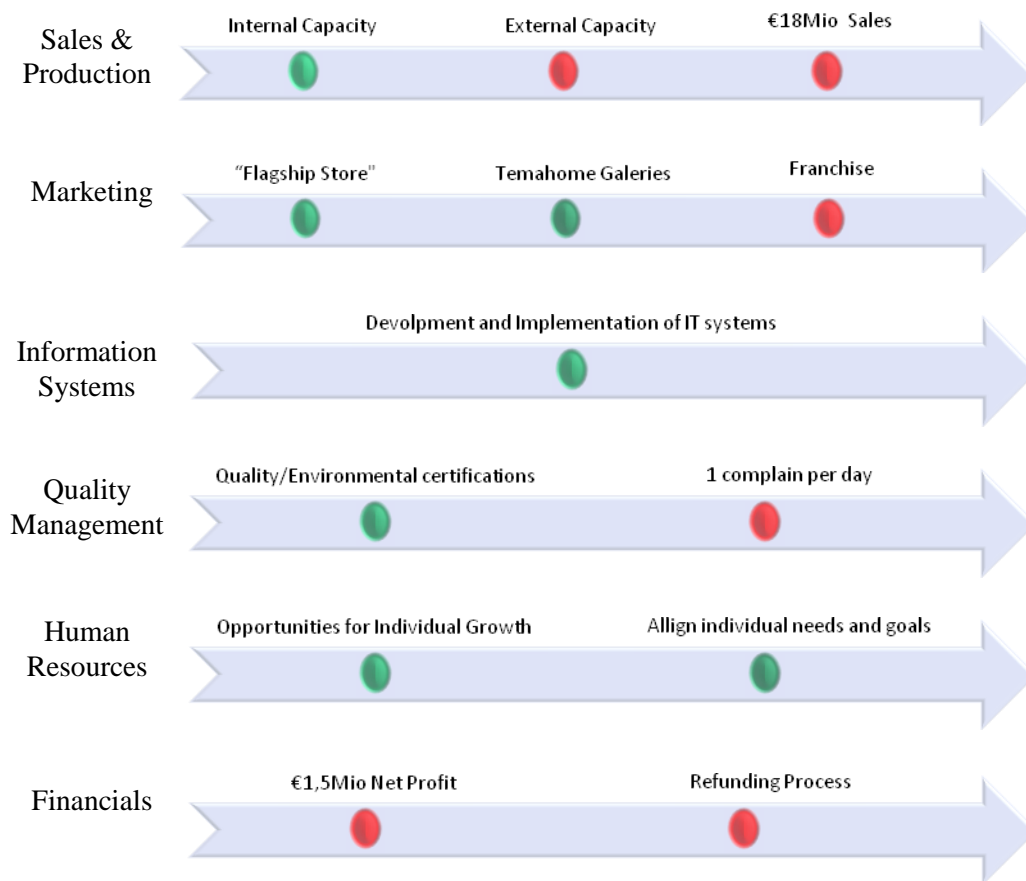 Sales &
Production
Internal Capacity
External Capacity
€18Mio  Sales
Marketing
“Flagship Store"
Temahome Galeries
Franchise
Information
Systems
Devolpment and Implementation of IT systems
Quality
Management
Quality/Environmental certifications
1 complain per day
Human
Resources
Opportunities for Individual Growth
Allign individual needs and goals
Financials
€1,5Mio Net Profit
Refunding Process